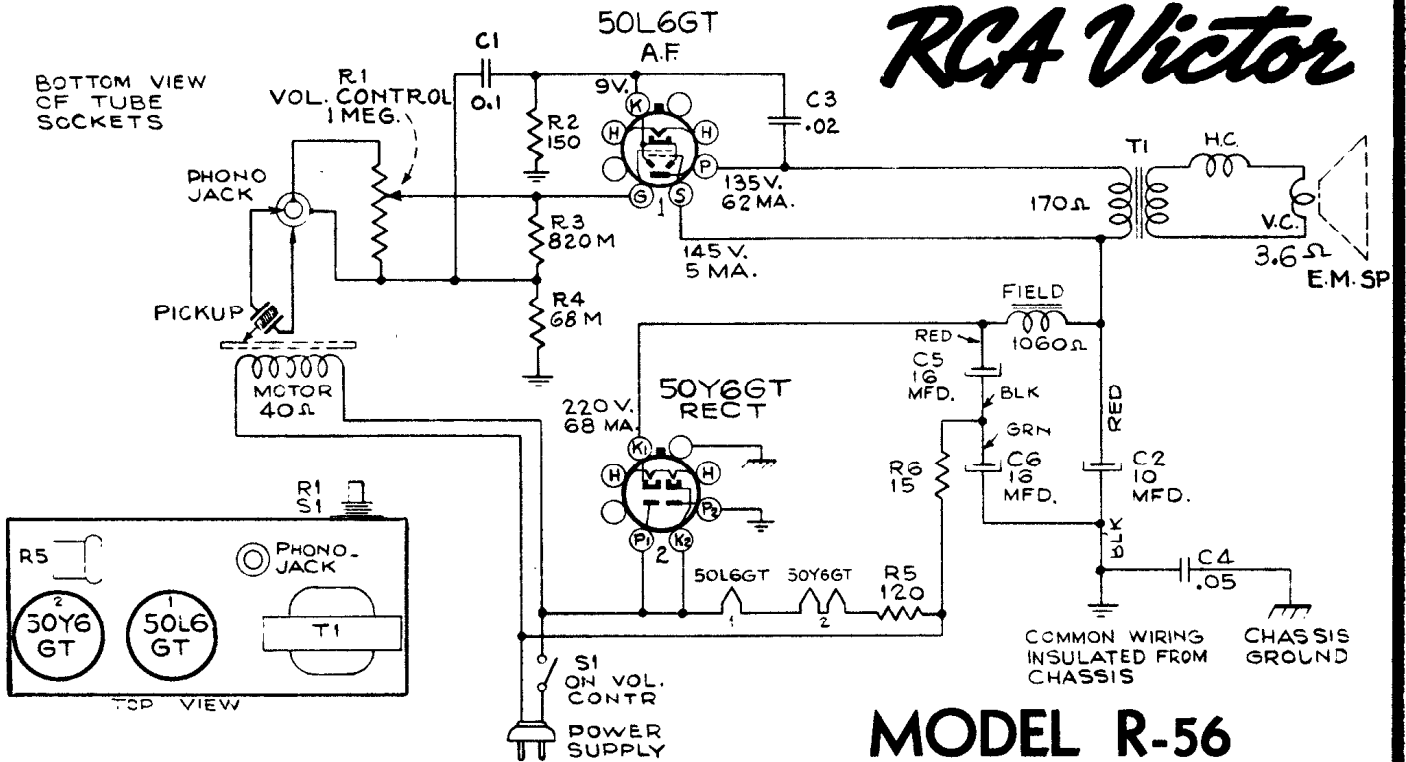 RCA Victor
50L6GT
A.F.
BOTTOM VIEW
OF TUBE
SOCKETS
R1
VOL. CONTROL
1 MEG.
C1
0.1
R2
150
9V.
K
H
H
P
G
S
1
C3
.02
135 V.
62 MA.
145 V.
5 MA.
T1
170Ω
H.C.
V.C.
3.6 Ω
E.M. SP.
PHONO
JACK
R3
820 M
R4
68 M
PICKUP
MOTOR
40Ω
50Y6GT
RECT
220 V.
68 MA.
K1
H
H
P2
P1
K2
2
FIELD
1060Ω
RED
C5
16
MFD.
BLK
GRN
C6
16
MFD.
R6
15
RED
C2
10
MFD.
BLK
C4
.05
50L6GT
1
50Y6GT
2
R5
120
COMMON WIRING
INSULATED FROM
CHASSIS
CHASSIS
GROUND
R1
S1
R5
PHONO-
JACK
2
50Y6
GT
1
50L6
GT
T1
TOP VIEW
S1
ON VOL.
CONTR
POWER
SUPPLY
MODEL R-56